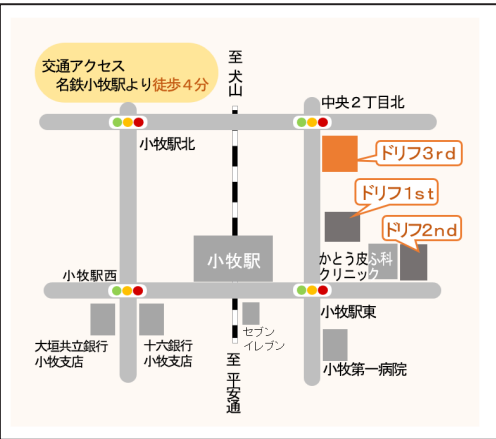 交通アクセス
名鉄小牧駅より徒歩4分
至
犬
山
中央2丁目北
小牧駅北
ドリフ3rd
ドリフ1st
ドリフ2nd
小牧駅
かとう皮ふ科
クリニック
小牧駅西
小牧駅東
大垣共立銀行
小牧支店
十六銀行
小牧支店
セブン
イレブン
至
平
安
通
小牧第一病院